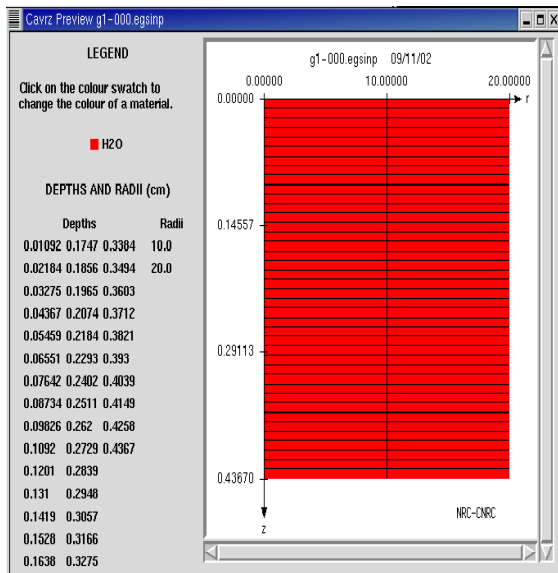 Cavrz Preview g1-000.egsinp
LEGEND
Click on the colour swatch to
change the colour of a material.
H2O
DEPTHS AND RADII (cm)
Depths Radii
0.01092 0.1747 0.3384 10.0
0.02184 0.1856 0.3494 20.0
0.03275 0.1965 0.3603
0.04367 0.2074 0.3712
0.05459 0.2184 0.3821
0.06551 0.2293 0.393
0.07642 0.2402 0.4039
0.08734 0.2511 0.4149
0.09826 0.262 0.4258
0.1092 0.2729 0.4367
0.1201 0.2839
0.131 0.2948
0.1419 0.3057
0.1528 0.3166
0.1638 0.3275
g1-000.egsinp 09/11/02
0.00000 10.00000 20.00000
0.00000
r
0.14557
0.29113
0.43670
z
NRC-CNRC